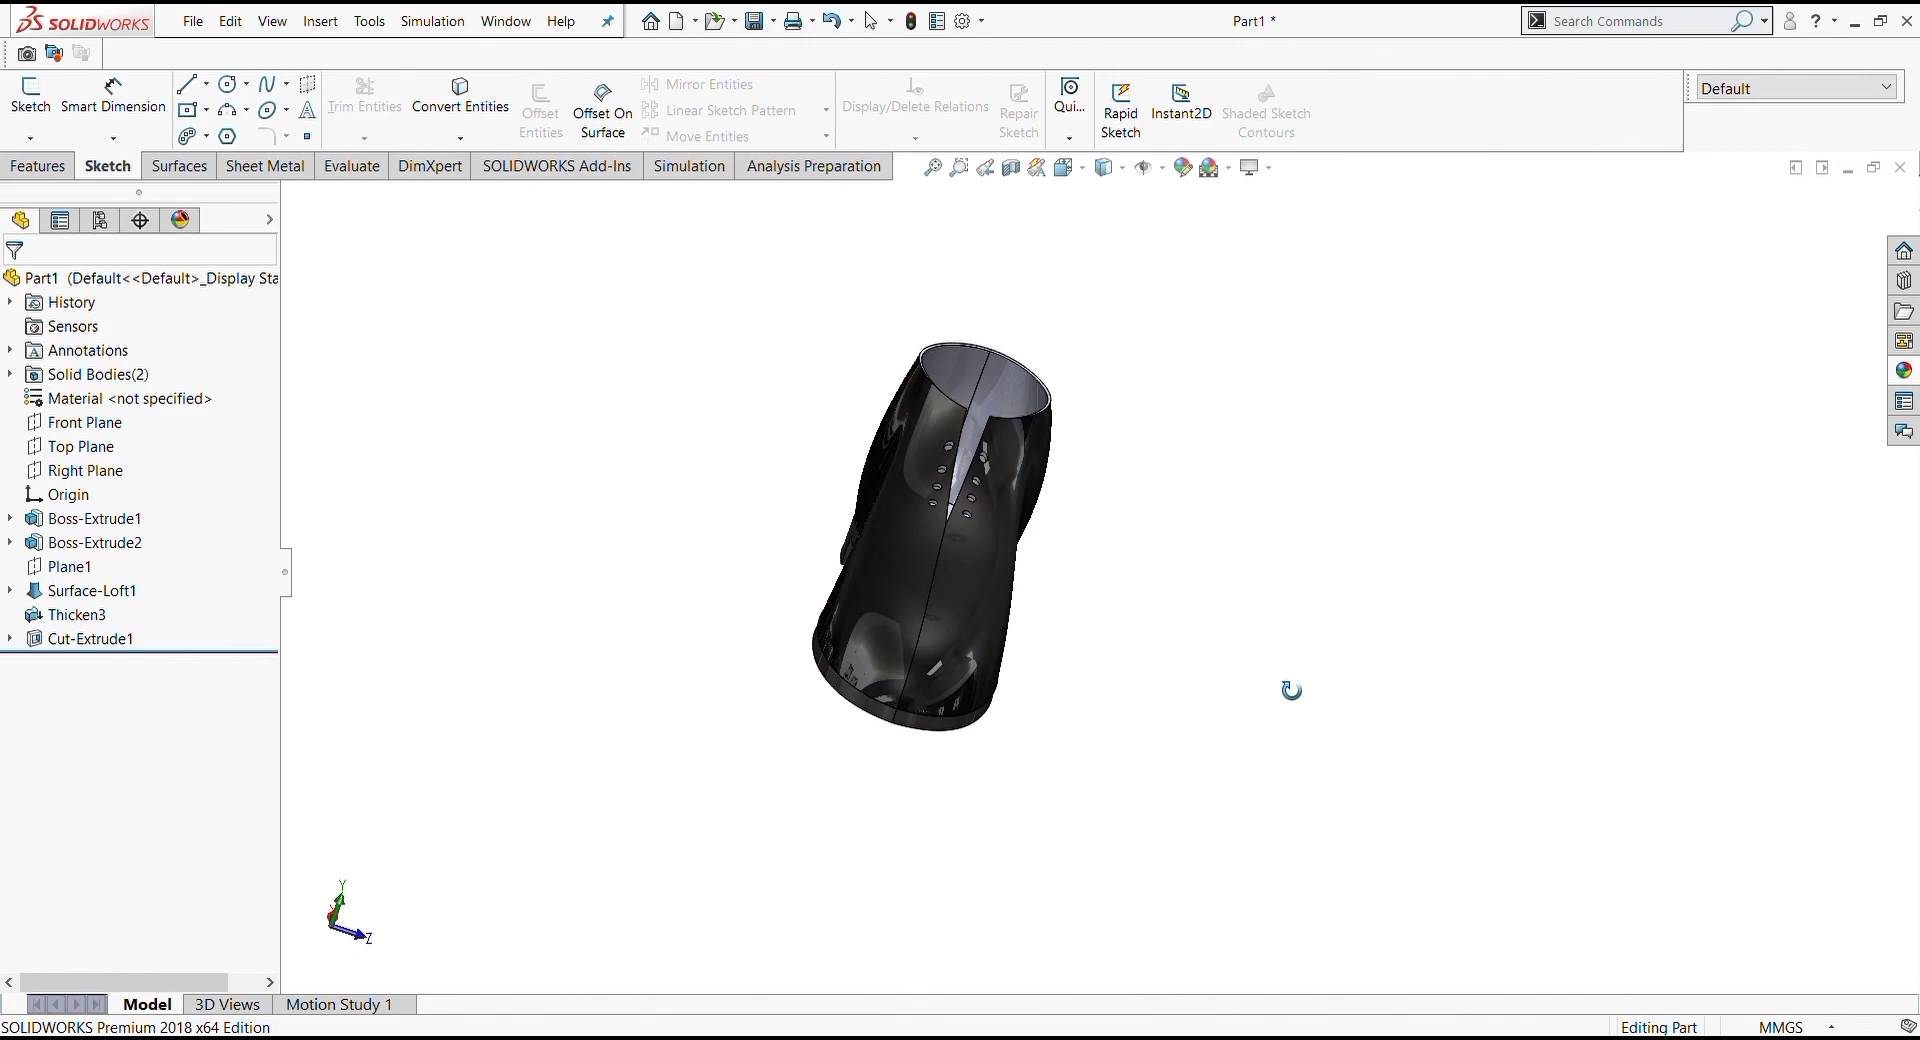 SOLIDWORKS File Edit View Insert Tools Simulation Window Help Part1 * Search Commands ?
Sketch Smart Dimension Trim Entities Convert Entities Offset Entities Offset On Surface Mirror Entities Linear Sketch Pattern Move Entities Display/Delete Relations Repair Sketch Qui... Rapid Sketch Instant2D Shaded Sketch Contours Default
Features Sketch Surfaces Sheet Metal Evaluate DimXpert SOLIDWORKS Add-Ins Simulation Analysis Preparation
Part1 (Default<<Default>_Display Sta
History
Sensors
Annotations
Solid Bodies(2)
Material <not specified>
Front Plane
Top Plane
Right Plane
Origin
Boss-Extrude1
Boss-Extrude2
Plane1
Surface-Loft1
Thicken3
Cut-Extrude1
Y
Z
Model 3D Views Motion Study 1
SOLIDWORKS Premium 2018 x64 Edition Editing Part MMGS